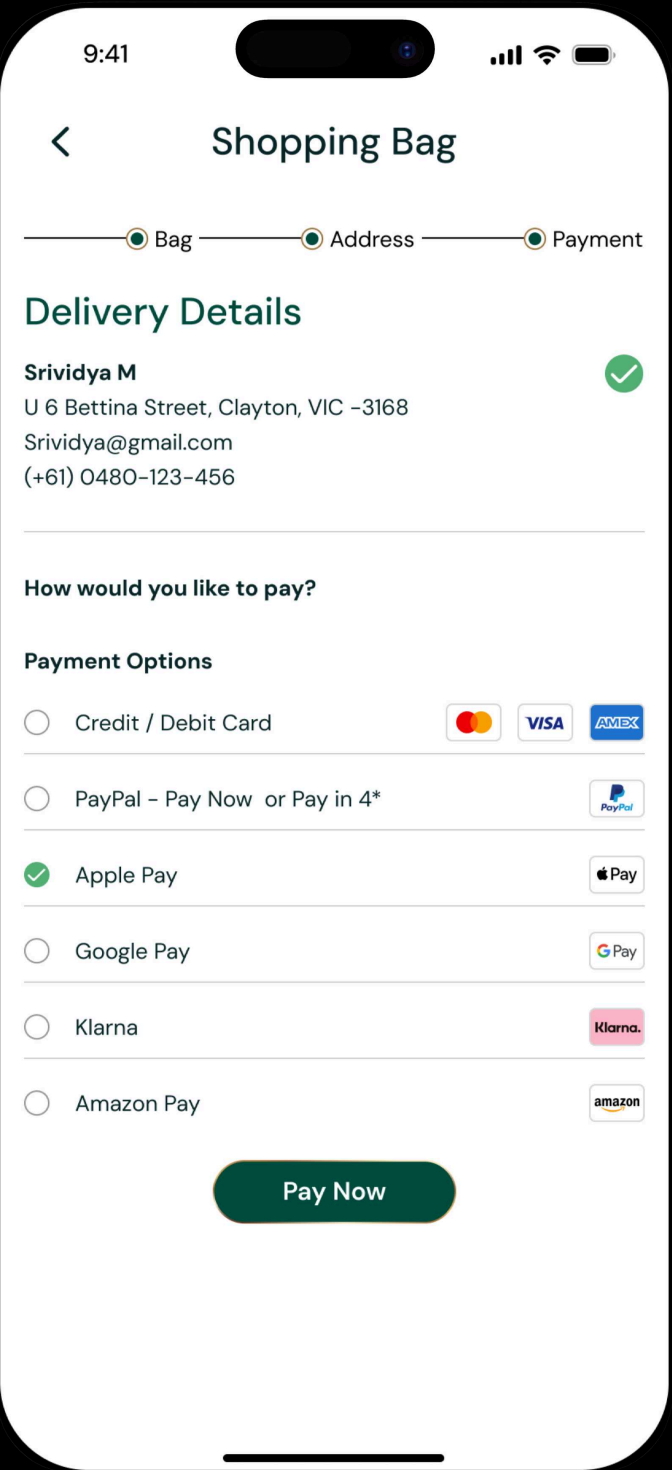 9:41
Shopping Bag
Bag Address Payment
Delivery Details
Srividya M
U 6 Bettina Street, Clayton, VIC -3168
Srividya@gmail.com
(+61) 0480-123-456
How would you like to pay?
Payment Options
Credit / Debit Card VISA AMEX
PayPal - Pay Now or Pay in 4* PayPal
Apple Pay Pay
Google Pay G Pay
Klarna Klarna.
Amazon Pay amazon
Pay Now